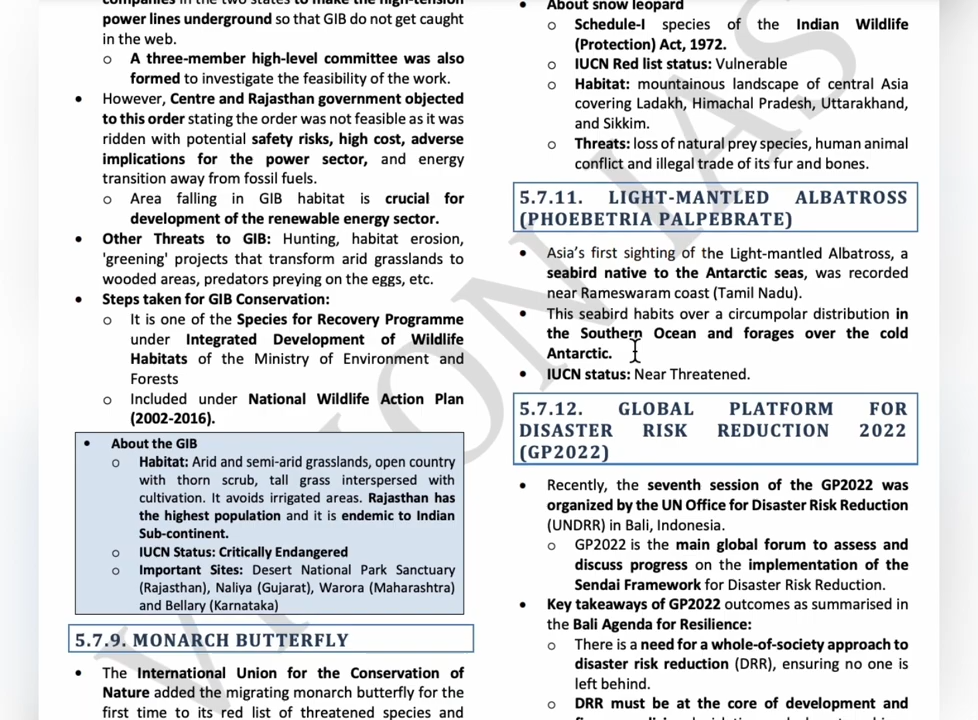 companies in the two states to make the high-tension
power lines underground so that GIB do not get caught
in the web.
o A three-member high-level committee was also
formed to investigate the feasibility of the work.
• However, Centre and Rajasthan government objected
to this order stating the order was not feasible as it was
ridden with potential safety risks, high cost, adverse
implications for the power sector, and energy
transition away from fossil fuels.
o Area falling in GIB habitat is crucial for
development of the renewable energy sector.
• Other Threats to GIB: Hunting, habitat erosion,
'greening' projects that transform arid grasslands to
wooded areas, predators preying on the eggs, etc.
• Steps taken for GIB Conservation:
o It is one of the Species for Recovery Programme
under Integrated Development of Wildlife
Habitats of the Ministry of Environment and
Forests
o Included under National Wildlife Action Plan
(2002-2016).
• About the GIB
o Habitat: Arid and semi-arid grasslands, open country
with thorn scrub, tall grass interspersed with
cultivation. It avoids irrigated areas. Rajasthan has
the highest population and it is endemic to Indian
Sub-continent.
o IUCN Status: Critically Endangered
o Important Sites: Desert National Park Sanctuary
(Rajasthan), Naliya (Gujarat), Warora (Maharashtra)
and Bellary (Karnataka)
5.7.9. MONARCH BUTTERFLY
• The International Union for the Conservation of
Nature added the migrating monarch butterfly for the
first time to its red list of threatened species and
• About snow leopard
o Schedule-I species of the Indian Wildlife
(Protection) Act, 1972.
o IUCN Red list status: Vulnerable
o Habitat: mountainous landscape of central Asia
covering Ladakh, Himachal Pradesh, Uttarakhand,
and Sikkim.
o Threats: loss of natural prey species, human animal
conflict and illegal trade of its fur and bones.
5.7.11. LIGHT-MANTLED ALBATROSS
(PHOEBETRIA PALPEBRATE)
• Asia's first sighting of the Light-mantled Albatross, a
seabird native to the Antarctic seas, was recorded
near Rameswaram coast (Tamil Nadu).
• This seabird habits over a circumpolar distribution in
the Southern Ocean and forages over the cold
Antarctic.
• IUCN status: Near Threatened.
5.7.12. GLOBAL PLATFORM FOR
DISASTER RISK REDUCTION 2022
(GP2022)
• Recently, the seventh session of the GP2022 was
organized by the UN Office for Disaster Risk Reduction
(UNDRR) in Bali, Indonesia.
o GP2022 is the main global forum to assess and
discuss progress on the implementation of the
Sendai Framework for Disaster Risk Reduction.
• Key takeaways of GP2022 outcomes as summarised in
the Bali Agenda for Resilience:
o There is a need for a whole-of-society approach to
disaster risk reduction (DRR), ensuring no one is
left behind.
o DRR must be at the core of development and
VISION IAS